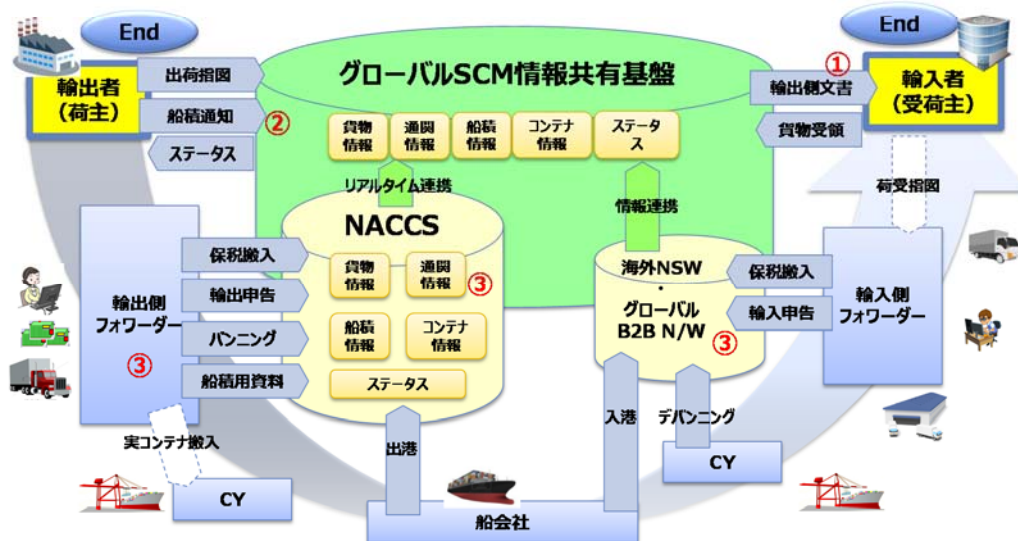 End
End
輸出者
(荷主)
出荷指図
船積通知
②
ステータス
グローバルSCM情報共有基盤
貨物
情報
通関
情報
船積
情報
コンテナ
情報
ステータ
ス
①
輸出側文書
貨物受領
輸入者
(受荷主)
荷受指図
リアルタイム連携
情報連携
NACCS
貨物
情報
通関
情報
③
船積
情報
コンテナ
情報
ステータス
海外NSW
・
グローバル
B2B N/W
③
輸出側
フォワーダー
③
保税搬入
輸出申告
バンニング
船積用資料
保税搬入
輸入申告
輸入側
フォワーダー
実コンテナ搬入
CY
出港
入港
デバンニング
CY
船会社